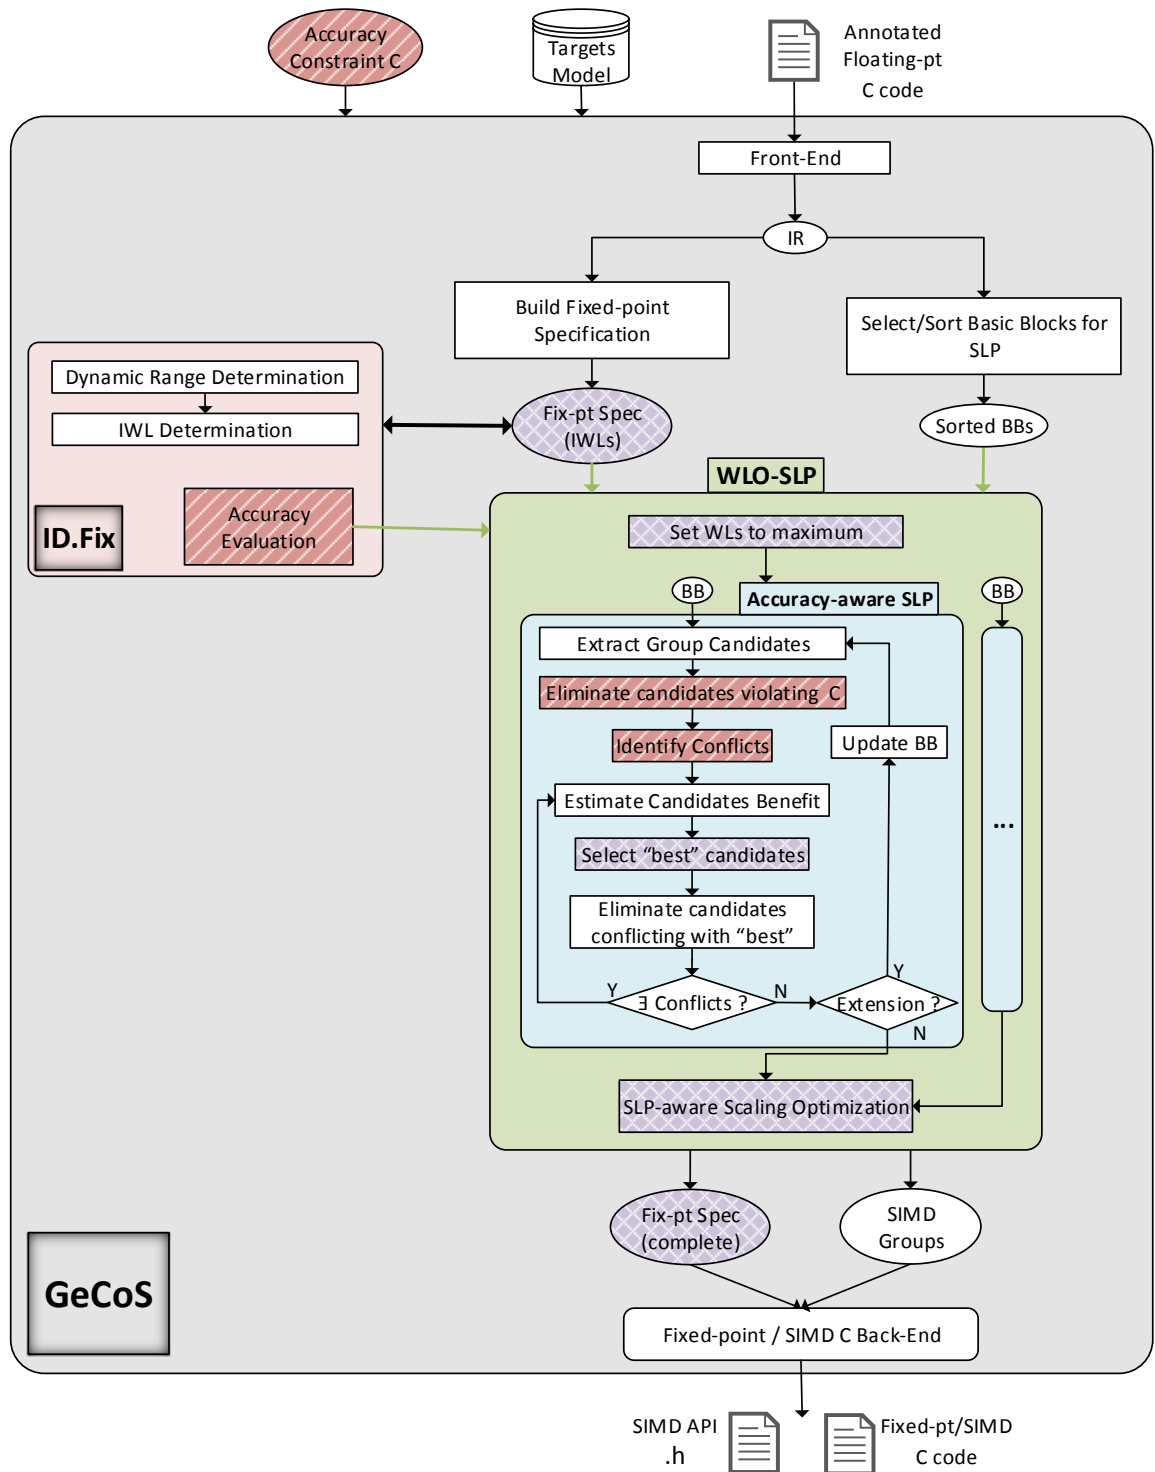 Accuracy
Constraint C
Targets
Model
Annotated
Floating-pt
C code
Front-End
IR
Build Fixed-point
Specification
Select/Sort Basic Blocks for
SLP
Dynamic Range Determination
IWL Determination
Fix-pt Spec
(IWLs)
Sorted BBs
WLO-SLP
Accuracy
Evaluation
ID.Fix
Set WLs to maximum
BB
Accuracy-aware SLP
BB
Extract Group Candidates
Eliminate candidates violating C
Identify Conflicts
Update BB
Estimate Candidates Benefit
...
Select “best” candidates
Eliminate candidates
conflicting with “best”
Y
∃ Conflicts ?
N
Y
Extension ?
N
SLP-aware Scaling Optimization
Fix-pt Spec
(complete)
SIMD
Groups
GeCoS
Fixed-point / SIMD C Back-End
SIMD API
.h
Fixed-pt/SIMD
C code